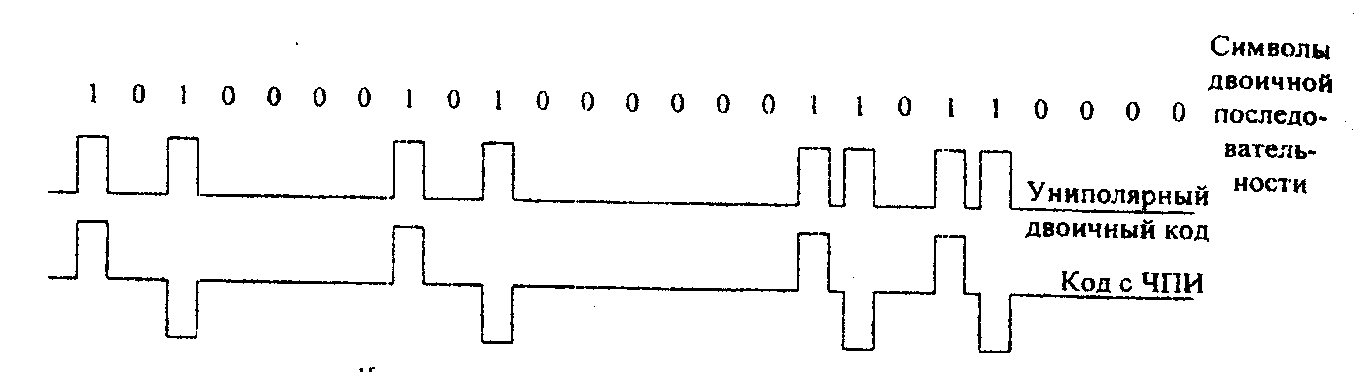 Символы
двоичной
последо-
ватель-
ности
1 0 1 0 0 0 0 1 0 1 0 0 0 0 0 0 1 1 0 1 1 0 0 0 0
Униполярный
двоичный код
Код с ЧПИ